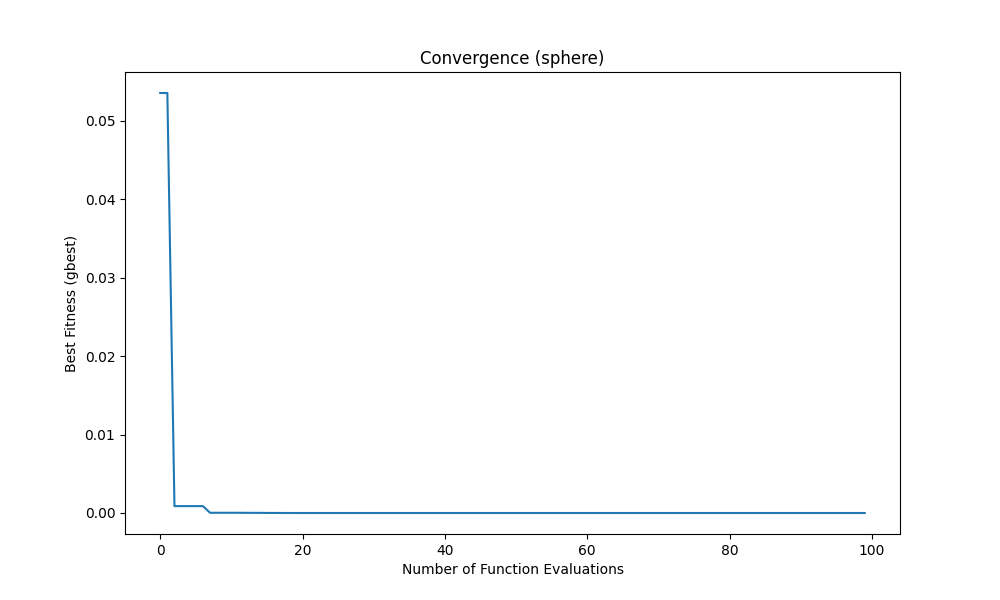 Convergence (sphere)
Best Fitness (gbest)
0.05
0.04
0.03
0.02
0.01
0.00
0 20 40 60 80 100
Number of Function Evaluations